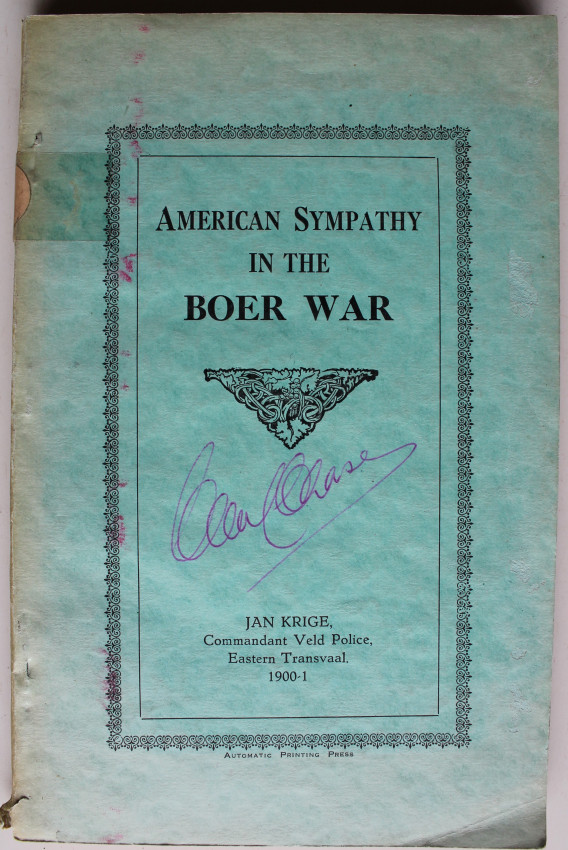 AMERICAN SYMPATHY
IN THE
BOER WAR
JAN KRIGE,
Commandant Veld Police,
Eastern Transvaal.
1900-1
AUTOMATIC PRINTING PRESS